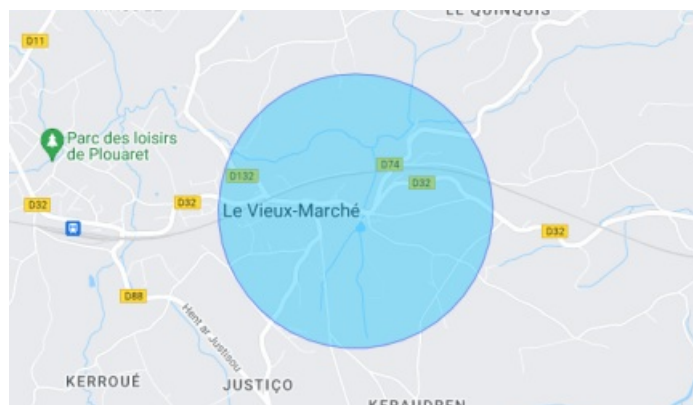 LE QUINQUIS
D11
Parc des loisirs
de Plouaret
D74
D132
D32
D32
D32
Le Vieux-Marché
D32
D88
Hent ar Justisou
KERROUÉ
JUSTIÇO
KERAUDREN